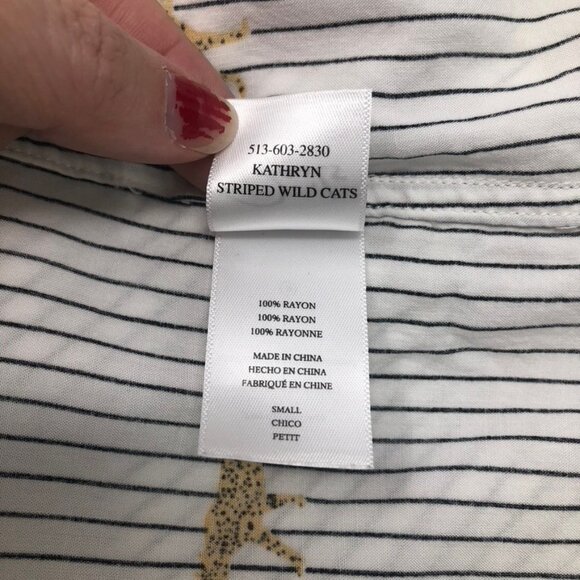 513-603-2830
KATHRYN
STRIPED WILD CATS
100% RAYON
100% RAYON
100% RAYONNE
MADE IN CHINA
HECHO EN CHINA
FABRIQUÉ EN CHINE
SMALL
CHICO
PETIT